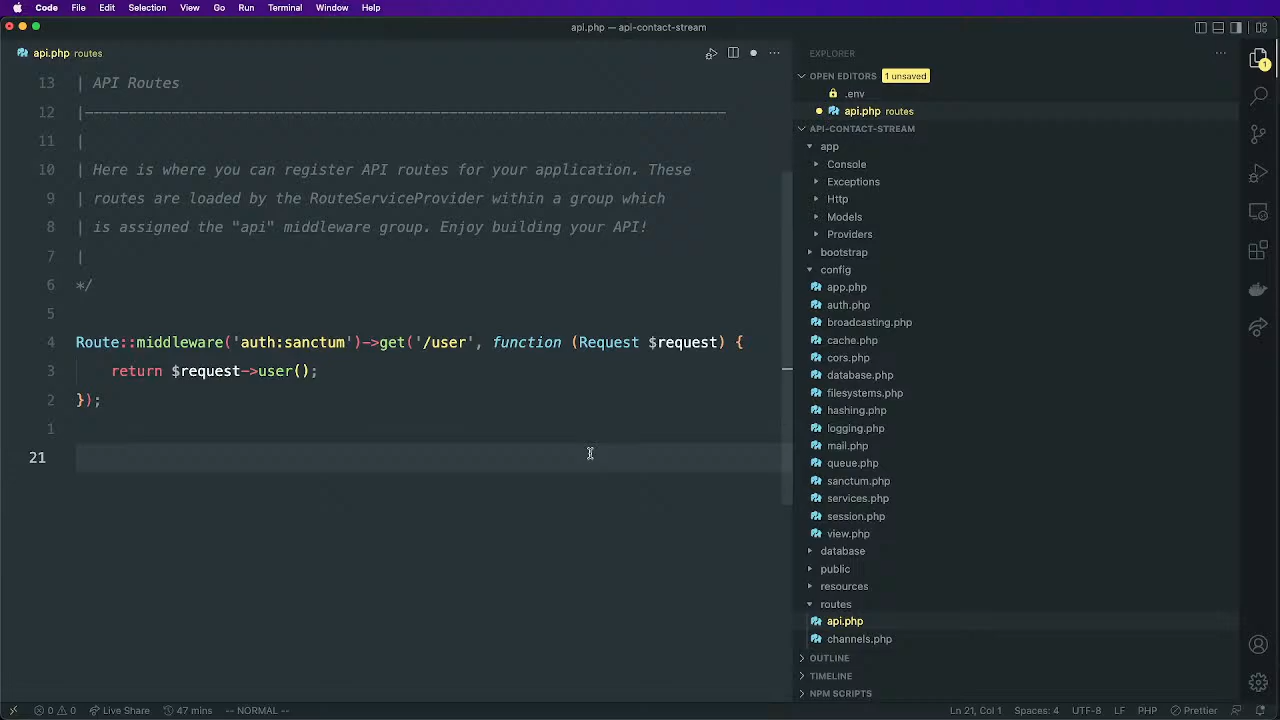 Code File Edit Selection View Go Run Terminal Window Help
api.php — api-contact-stream
api.php routes
13 | API Routes
12 |--------------------------------------------------------------------------
11 |
10 | Here is where you can register API routes for your application. These
9 | routes are loaded by the RouteServiceProvider within a group which
8 | is assigned the "api" middleware group. Enjoy building your API!
7 |
6 */
5
4 Route::middleware('auth:sanctum')->get('/user', function (Request $request) {
3 return $request->user();
2 });
1
21
EXPLORER
OPEN EDITORS 1 unsaved
.env
api.php routes
API-CONTACT-STREAM
app
Console
Exceptions
Http
Models
Providers
bootstrap
config
app.php
auth.php
broadcasting.php
cache.php
cors.php
database.php
filesystems.php
hashing.php
logging.php
mail.php
queue.php
sanctum.php
services.php
session.php
view.php
database
public
resources
routes
api.php
channels.php
OUTLINE
TIMELINE
NPM SCRIPTS
1
0 0 Live Share 47 mins -- NORMAL -- Ln 21, Col 1 Spaces: 4 UTF-8 LF PHP Prettier